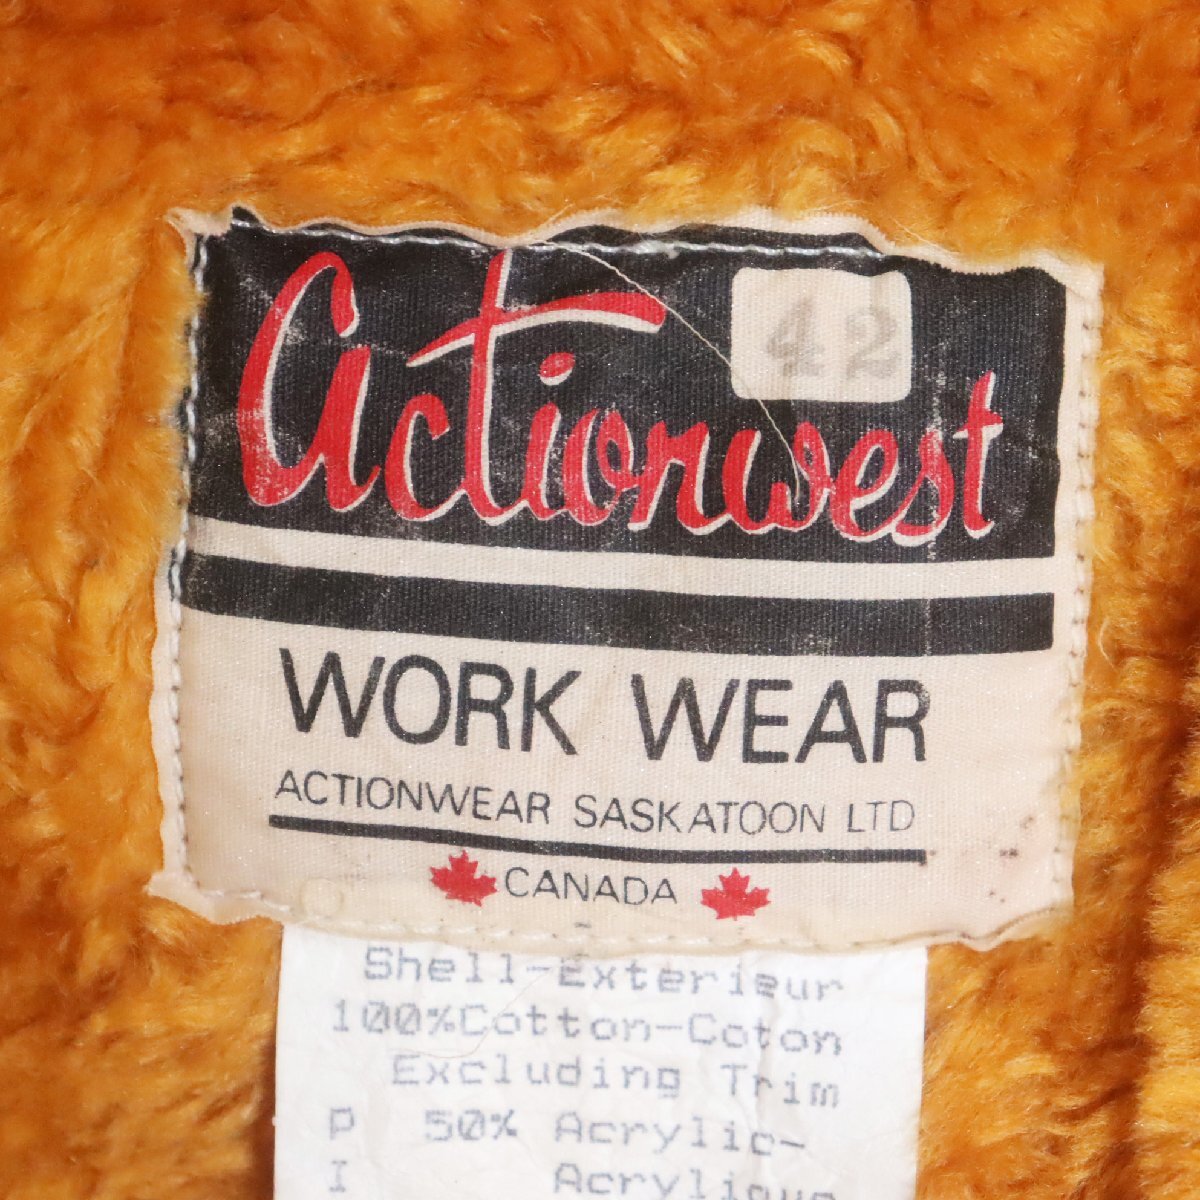 Actionwest
42
WORK WEAR
ACTIONWEAR SASKATOON LTD
CANADA
Shell-Exterieur
100%Cotton-Coton
Excluding Trim
P 50% Acrylic-
I Acrylique